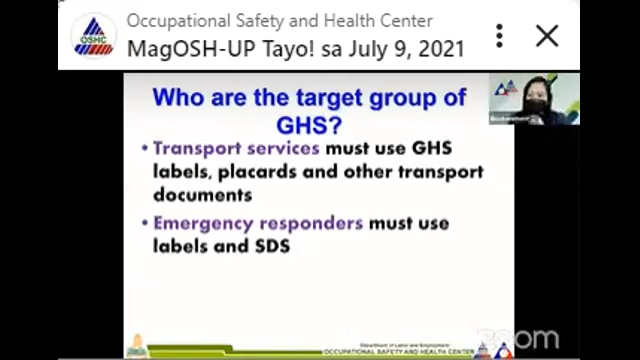 Occupational Safety and Health Center
MagOSH-UP Tayo! sa July 9, 2021
OSHC
Who are the target group of
GHS?
• Transport services must use GHS
labels, placards and other transport
documents
• Emergency responders must use
labels and SDS
Department of Labor and Employment
OCCUPATIONAL SAFETY AND HEALTH CENTER
zoom